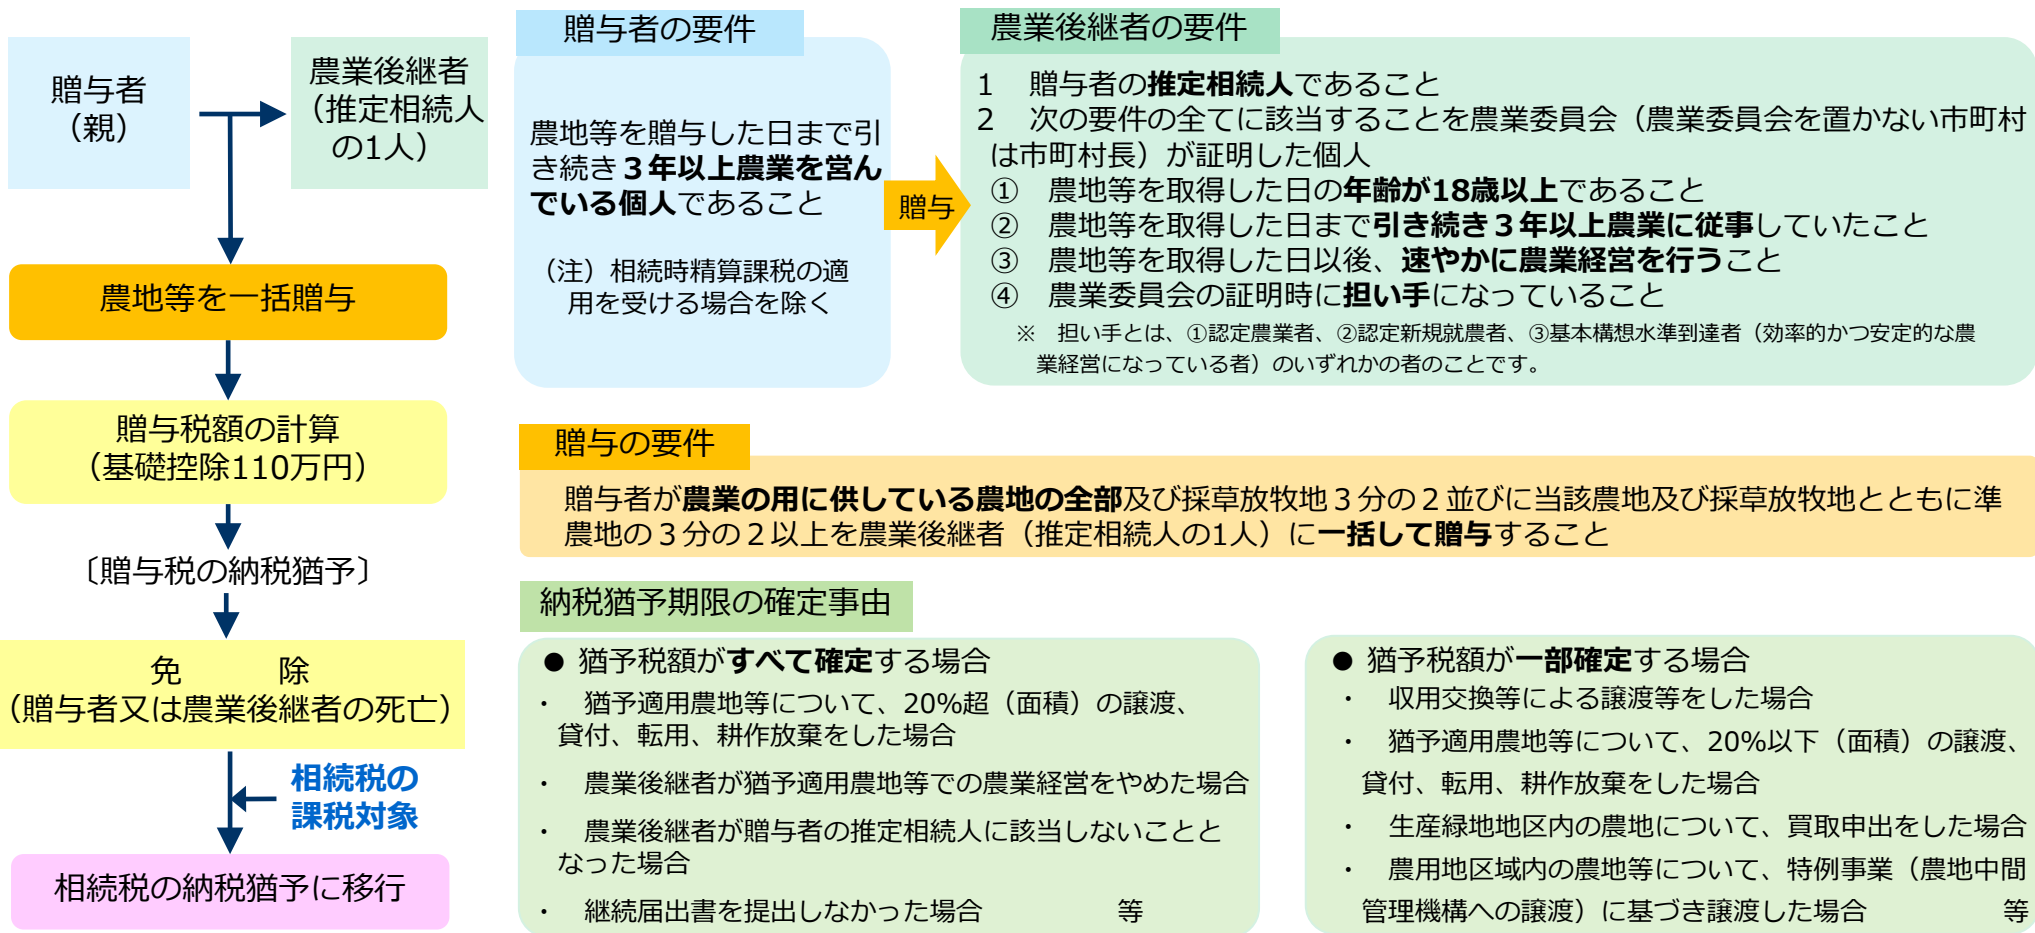 贈与者
（親）
農業後継者
（推定相続人
の1人）
農地等を一括贈与
贈与税額の計算
（基礎控除110万円）
〔贈与税の納税猶予〕
免　　　除
（贈与者又は農業後継者の死亡）
相続税の
課税対象
相続税の納税猶予に移行
贈与者の要件
農地等を贈与した日まで引
き続き３年以上農業を営ん
でいる個人であること
（注）相続時精算課税の適
用を受ける場合を除く
贈与
農業後継者の要件
1　贈与者の推定相続人であること
2　次の要件の全てに該当することを農業委員会（農業委員会を置かない市町村
は市町村長）が証明した個人
①　農地等を取得した日の年齢が18歳以上であること
②　農地等を取得した日まで引き続き３年以上農業に従事していたこと
③　農地等を取得した日以後、速やかに農業経営を行うこと
④　農業委員会の証明時に担い手になっていること
※　担い手とは、①認定農業者、②認定新規就農者、③基本構想水準到達者（効率的かつ安定的な農
業経営になっている者）のいずれかの者のことです。
贈与の要件
贈与者が農業の用に供している農地の全部及び採草放牧地３分の２並びに当該農地及び採草放牧地とともに準
農地の３分の２以上を農業後継者（推定相続人の1人）に一括して贈与すること
納税猶予期限の確定事由
● 猶予税額がすべて確定する場合
・　猶予適用農地等について、20%超（面積）の譲渡、
貸付、転用、耕作放棄をした場合
・　農業後継者が猶予適用農地等での農業経営をやめた場合
・　農業後継者が贈与者の推定相続人に該当しないことと
なった場合
・　継続届出書を提出しなかった場合　　　　　等
● 猶予税額が一部確定する場合
・　収用交換等による譲渡等をした場合
・　猶予適用農地等について、20%以下（面積）の譲渡、
貸付、転用、耕作放棄をした場合
・　生産緑地地区内の農地について、買取申出をした場合
・　農用地区域内の農地等について、特例事業（農地中間
管理機構への譲渡）に基づき譲渡した場合　　　　　等